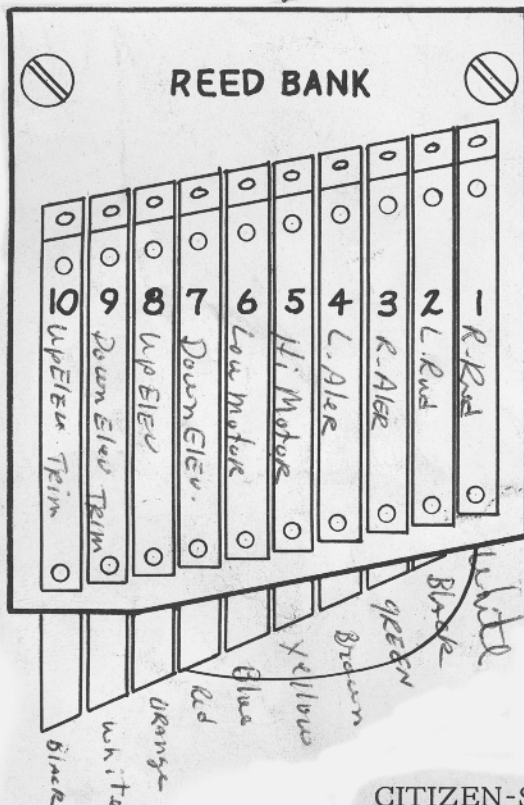 REED BANK
10 9 8 7 6 5 4 3 2 1
UpElev Trim
Down Elev Trim
Up Elev
Down Elev.
Low Motor
Hi Motor
L. Aler
R. Aler
L. Rud
R. Rud
Black
White
Orange
Red
Blue
Yellow
Brown
GREEN
Black
White
CITIZEN-S